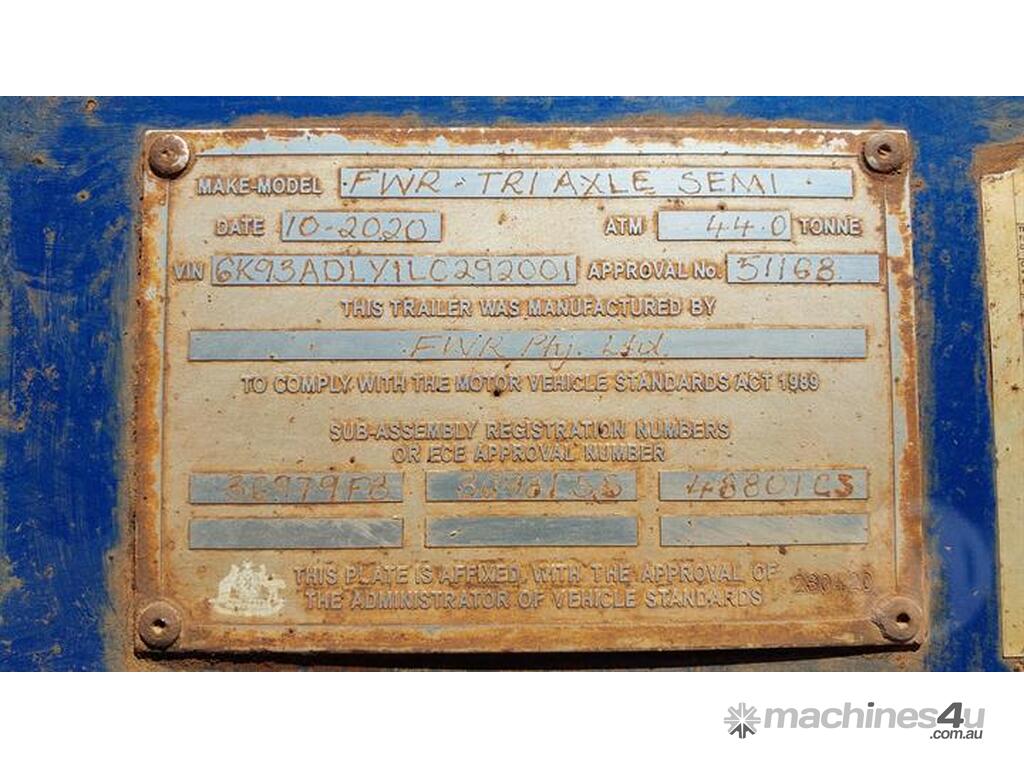 MAKE-MODEL FWR - TRI AXLE SEMI
DATE 10-2020 ATM 44.0 TONNE
VIN 6K93ADLY1LC292001 APPROVAL No. 51168
THIS TRAILER WAS MANUFACTURED BY
FWR Pty. Ltd.
TO COMPLY WITH THE MOTOR VEHICLE STANDARDS ACT 1989
SUB-ASSEMBLY REGISTRATION NUMBERS
OR ECE APPROVAL NUMBER
48801CS
THIS PLATE IS AFFIXED, WITH THE APPROVAL OF
THE ADMINISTRATOR OF VEHICLE STANDARDS
280420
machines4u
.com.au